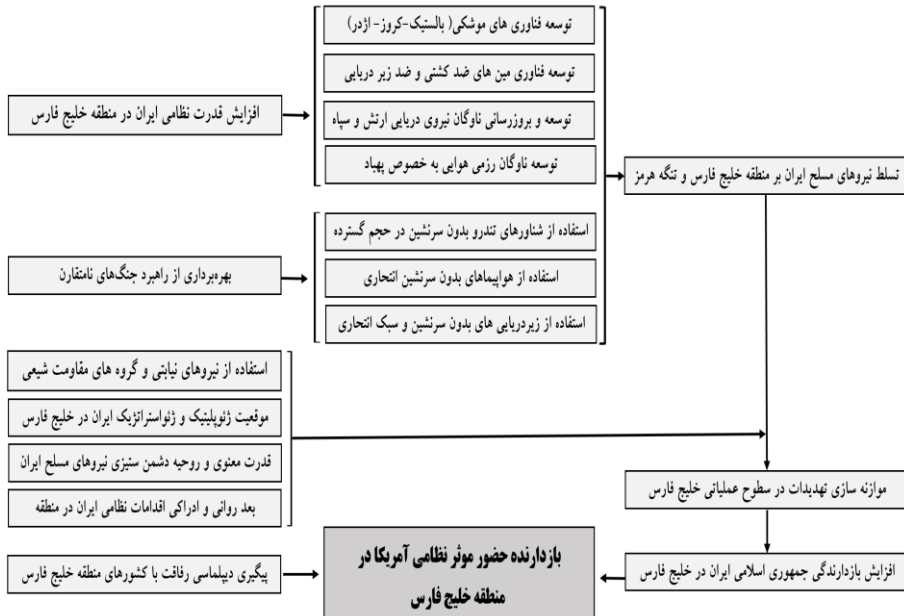 توسعه فناوری های موشکی( بالستیک-کروز- اژدر)
توسعه فناوری مین های ضد کشتی و ضد زیر دریایی
افزایش قدرت نظامی ایران در منطقه خلیج فارس
توسعه و بروزرسانی ناوگان نیروی دریایی ارتش و سپاه
توسعه ناوگان رزمی هوایی به خصوص پهباد
تسلط نیروهای مسلح ایران بر منطقه خلیج فارس و تنگه هرمز
استفاده از شناورهای تندرو بدون سرنشین در حجم گسترده
بهره‌برداری از راهبرد جنگ‌های نامتقارن
استفاده از هواپیماهای بدون سرنشین انتحاری
استفاده از زیردریایی های بدون سرنشین و سبک انتحاری
استفاده از نیروهای نیابتی و گروه های مقاومت شیعی
موقعیت ژئوپلیتیک و ژئواستراتژیک ایران در خلیج فارس
قدرت معنوی و روحیه دشمن ستیزی نیروهای مسلح ایران
بعد روانی و ادراکی اقدامات نظامی ایران در منطقه
موازنه سازی تهدیدات در سطوح عملیاتی خلیج فارس
افزایش بازدارندگی جمهوری اسلامی ایران در خلیج فارس
بازدارنده حضور موثر نظامی آمریکا در
منطقه خلیج فارس
پیگیری دیپلماسی رفاقت با کشورهای منطقه خلیج فارس